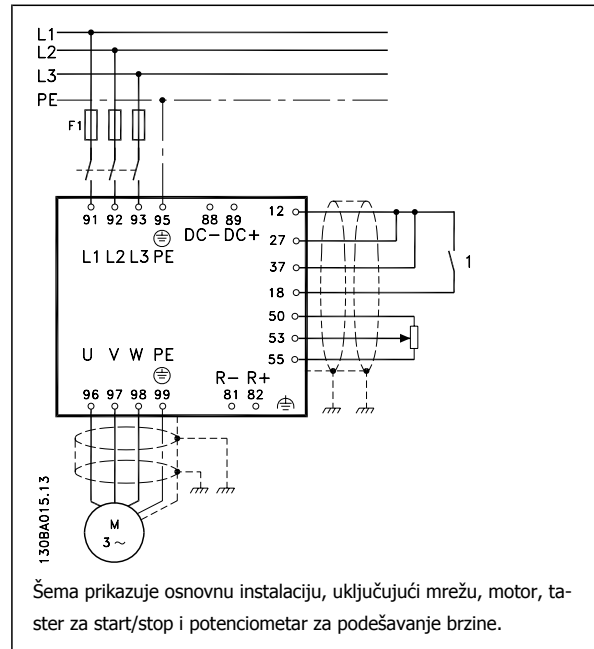 L1
L2
L3
PE
F1
91 92 93 95 88 89
DC- DC+
L1 L2 L3 PE
12
27
37
18
50
53
55
1
U V W PE
R- R+
96 97 98 99 81 82
M
3 ~
130BA015.13
Šema prikazuje osnovnu instalaciju, uključujući mrežu, motor, ta-
ster za start/stop i potenciometar za podešavanje brzine.